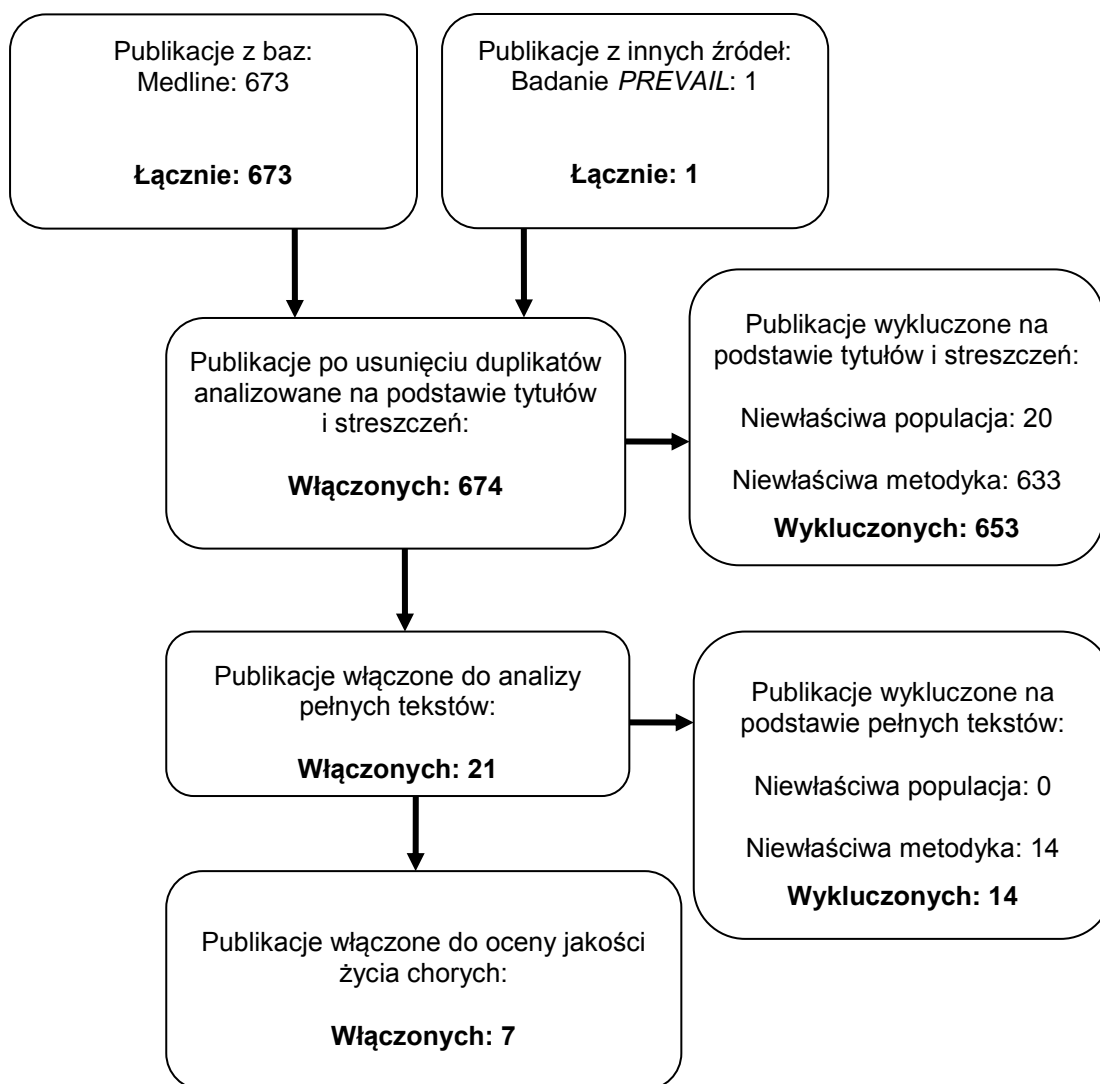 Publikacje z baz:
Medline: 673
Łącznie: 673
Publikacje z innych źródeł:
Badanie PREVAIL: 1
Łącznie: 1
Publikacje po usunięciu duplikatów
analizowane na podstawie tytułów
i streszczeń:
Włączonych: 674
Publikacje wykluczone na
podstawie tytułów i streszczeń:
Niewłaściwa populacja: 20
Niewłaściwa metodyka: 633
Wykluczonych: 653
Publikacje włączone do analizy
pełnych tekstów:
Włączonych: 21
Publikacje wykluczone na
podstawie pełnych tekstów:
Niewłaściwa populacja: 0
Niewłaściwa metodyka: 14
Wykluczonych: 14
Publikacje włączone do oceny jakości
życia chorych:
Włączonych: 7